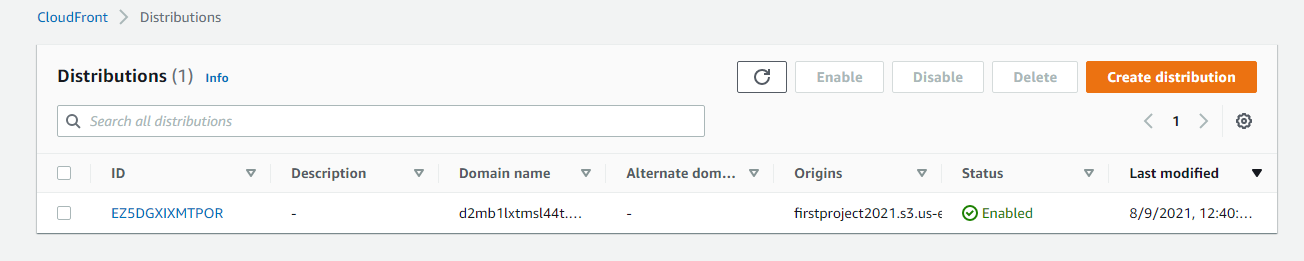 CloudFront > Distributions
Distributions (1) Info Enable Disable Delete Create distribution
Search all distributions 1
ID Description Domain name Alternate dom... Origins Status Last modified
EZ5DGXIXMTPOR - d2mb1lxtmsl44t.... - firstproject2021.s3.us-e Enabled 8/9/2021, 12:40:...